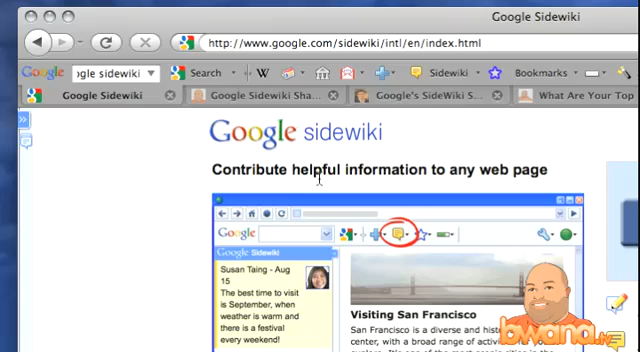 Google Sidewiki
http://www.google.com/sidewiki/intl/en/index.html
Google ogle sidewiki Search W Sidewiki Bookmarks
Google Sidewiki Google Sidewiki Sha... Google's SideWiki S... What Are Your Top
Google sidewiki
Contribute helpful information to any web page
Google
Google Sidewiki
Susan Taing - Aug
15
The best time to visit
is September, when
weather is warm and
there is a festival
every weekend!
Visiting San Francisco
San Francisco is a diverse and
center, with a broad range of
bwana.tv